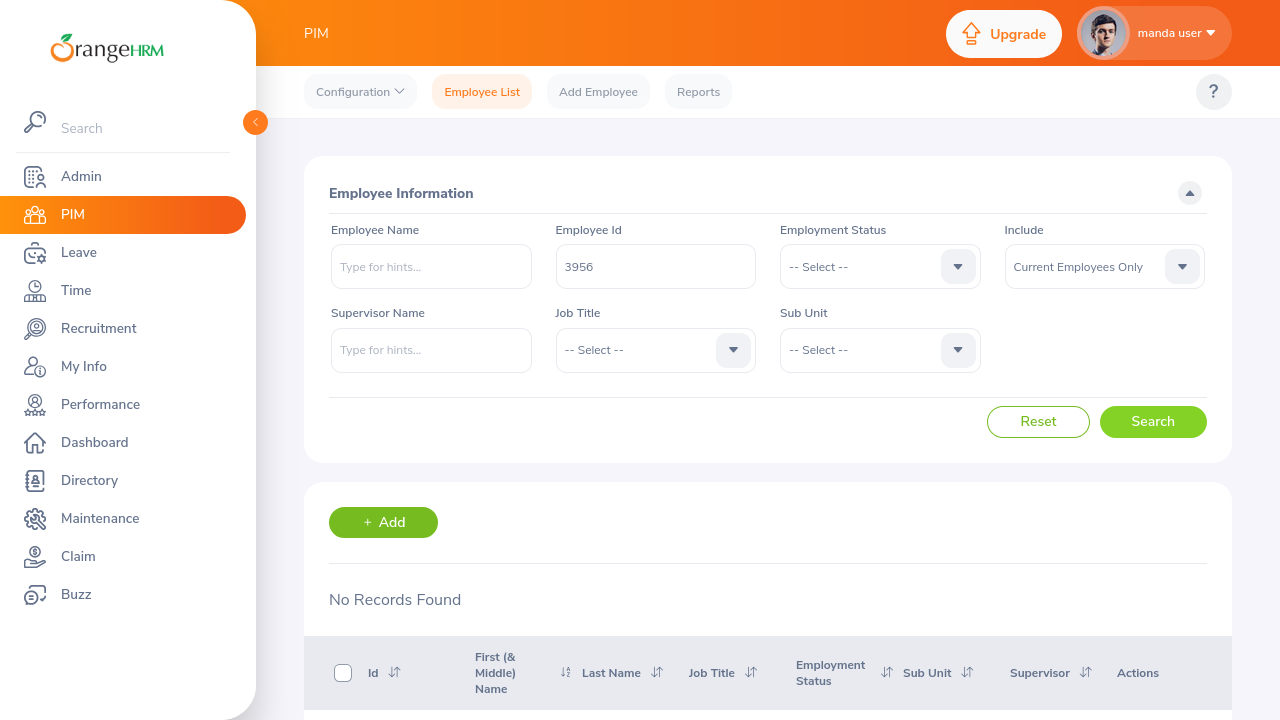 OrangeHRM
Search
Admin
PIM
Leave
Time
Recruitment
My Info
Performance
Dashboard
Directory
Maintenance
Claim
Buzz
PIM
Upgrade
manda user
Configuration
Employee List
Add Employee
Reports
?
Employee Information
Employee Name
Employee Id
Employment Status
Include
Type for hints...
3956
-- Select --
Current Employees Only
Supervisor Name
Job Title
Sub Unit
Type for hints...
-- Select --
-- Select --
Reset
Search
+ Add
No Records Found
Id
First (&
Middle)
Name
Last Name
Job Title
Employment
Status
Sub Unit
Supervisor
Actions